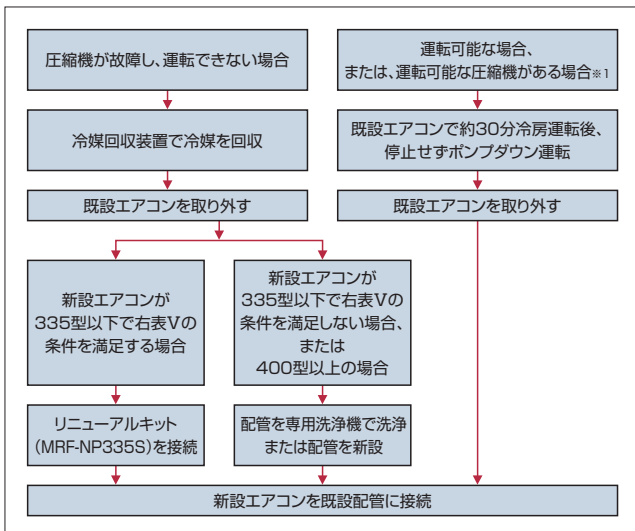 圧縮機が故障し、運転できない場合
冷媒回収装置で冷媒を回収
既設エアコンを取り外す
運転可能な場合、
または、運転可能な圧縮機がある場合※1
既設エアコンで約30分冷房運転後、
停止せずポンプダウン運転
既設エアコンを取り外す
新設エアコンが
335型以下で右表Vの
条件を満足する場合
新設エアコンが
335型以下で右表Vの
条件を満足しない場合、
または
400型以上の場合
リニューアルキット
(MRF-NP335S)を接続
配管を専用洗浄機で洗浄
または配管を新設
新設エアコンを既設配管に接続